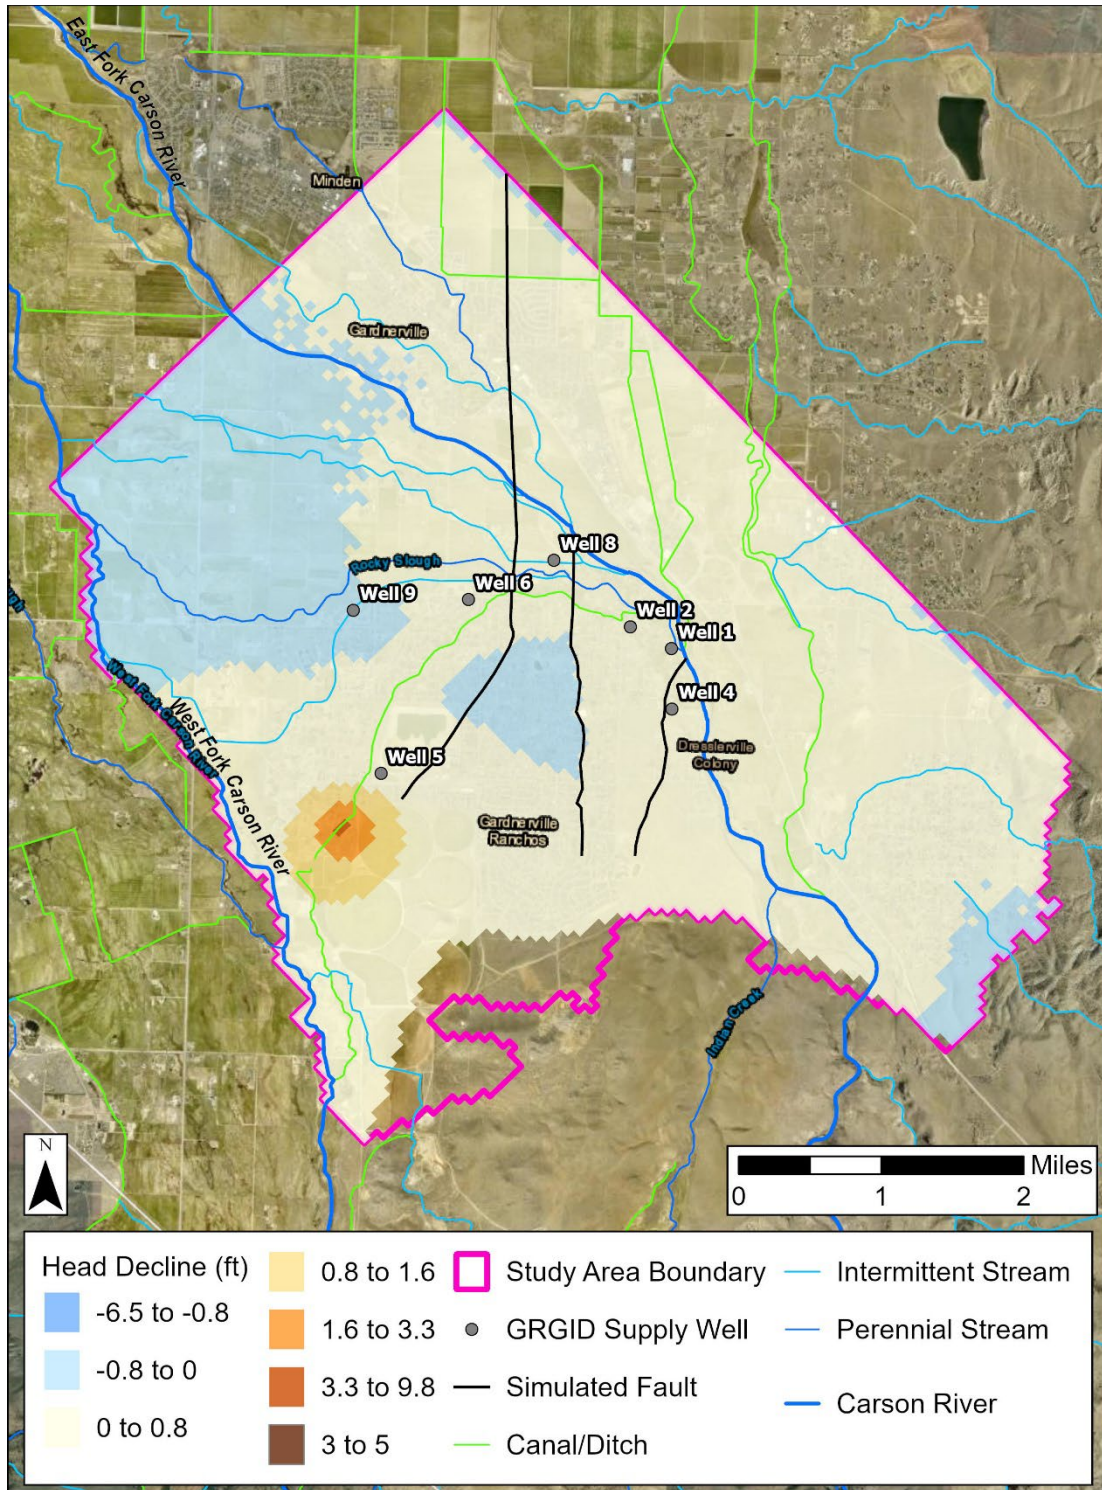 East Fork Carson River
Minden
Gardnerville
Rocky Slough
Well 8
Well 6
Well 9
Well 2
Well 1
Well 4
Well 5
ugh
West Fork Carson River
West Fork Carson River
Dresslerville
Colony
Gardnerville
Ranchos
Indian Creek
N
Miles
0
1
2
Head Decline (ft)
-6.5 to -0.8
-0.8 to 0
0 to 0.8
0.8 to 1.6
1.6 to 3.3
3.3 to 9.8
3 to 5
Study Area Boundary
GRGID Supply Well
Simulated Fault
Canal/Ditch
Intermittent Stream
Perennial Stream
Carson River